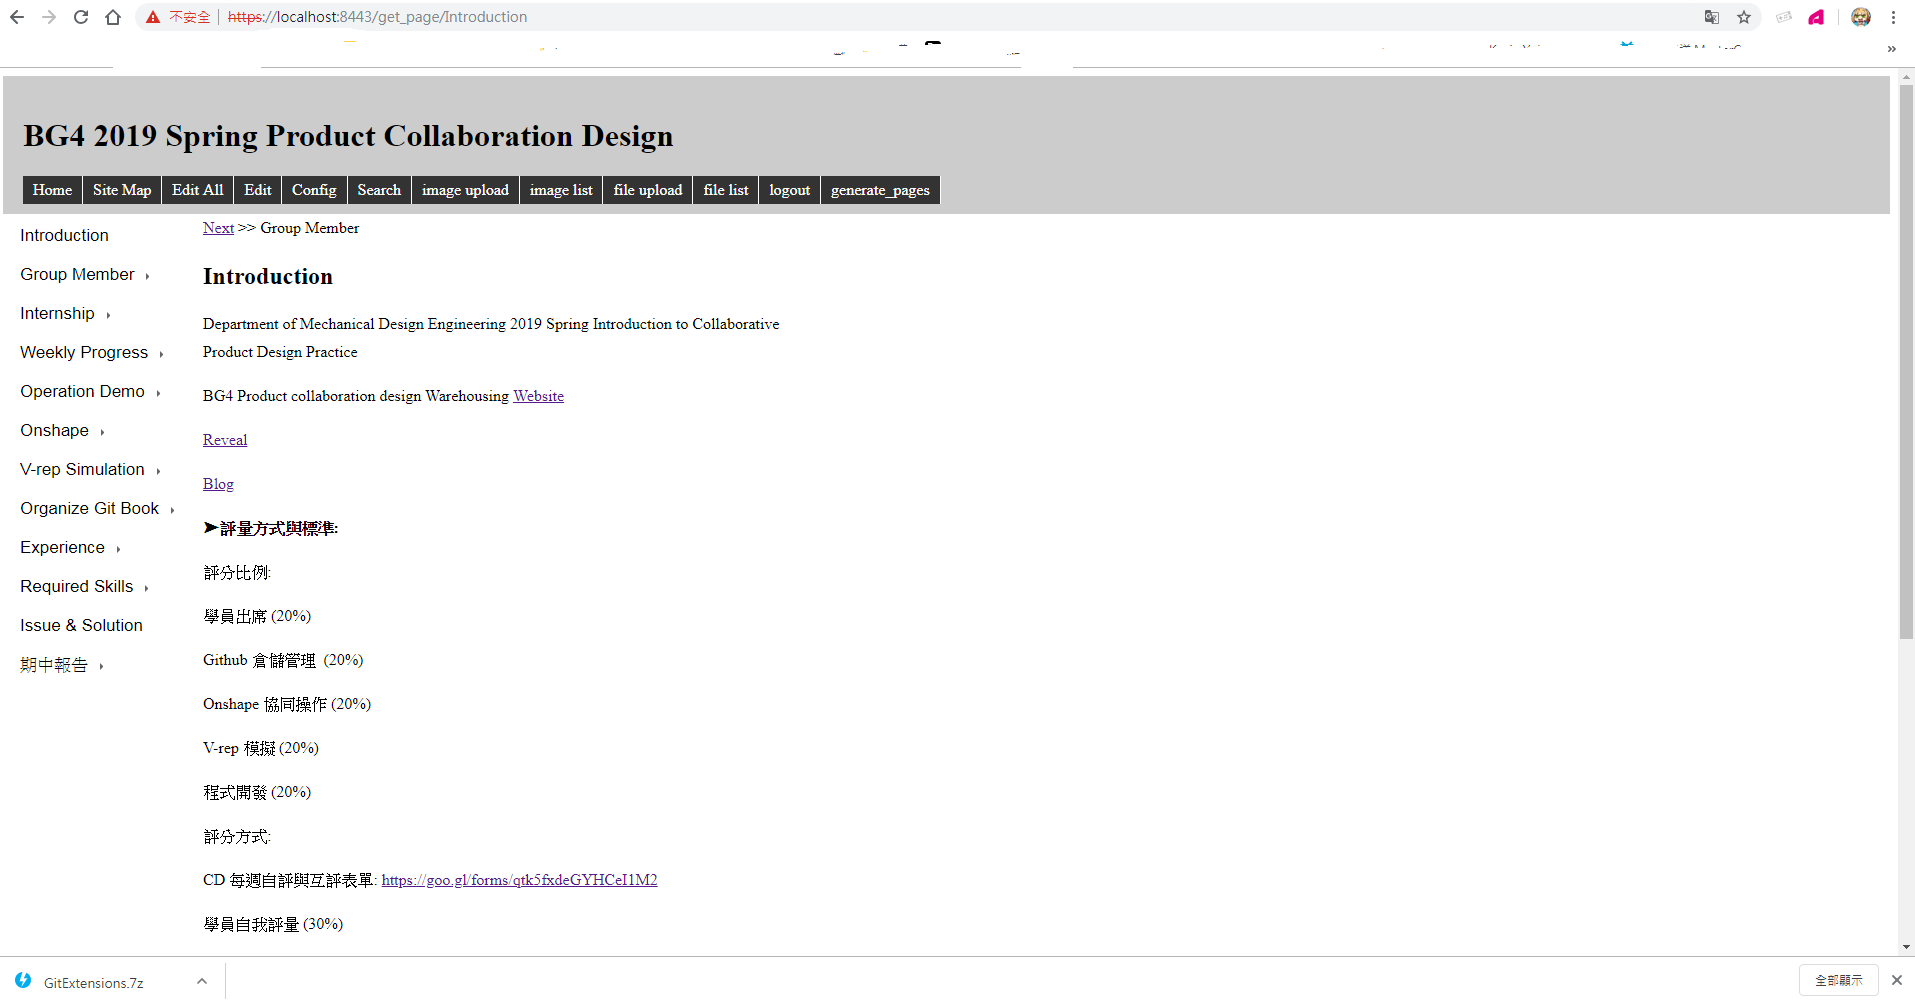 不安全 | https://localhost:8443/get_page/Introduction
»
BG4 2019 Spring Product Collaboration Design
Home Site Map Edit All Edit Config Search image upload image list file upload file list logout generate_pages
Introduction
Group Member
Internship
Weekly Progress
Operation Demo
Onshape
V-rep Simulation
Organize Git Book
Experience
Required Skills
Issue & Solution
期中報告
Next >> Group Member
Introduction
Department of Mechanical Design Engineering 2019 Spring Introduction to Collaborative
Product Design Practice
BG4 Product collaboration design Warehousing Website
Reveal
Blog
➤評量方式與標準:
評分比例:
學員出席 (20%)
Github 倉儲管理 (20%)
Onshape 協同操作 (20%)
V-rep 模擬 (20%)
程式開發 (20%)
評分方式:
CD 每週自評與互評表單: https://goo.gl/forms/qtk5fxdeGYHCeI1M2
學員自我評量 (30%)
GitExtensions.7z
全部顯示